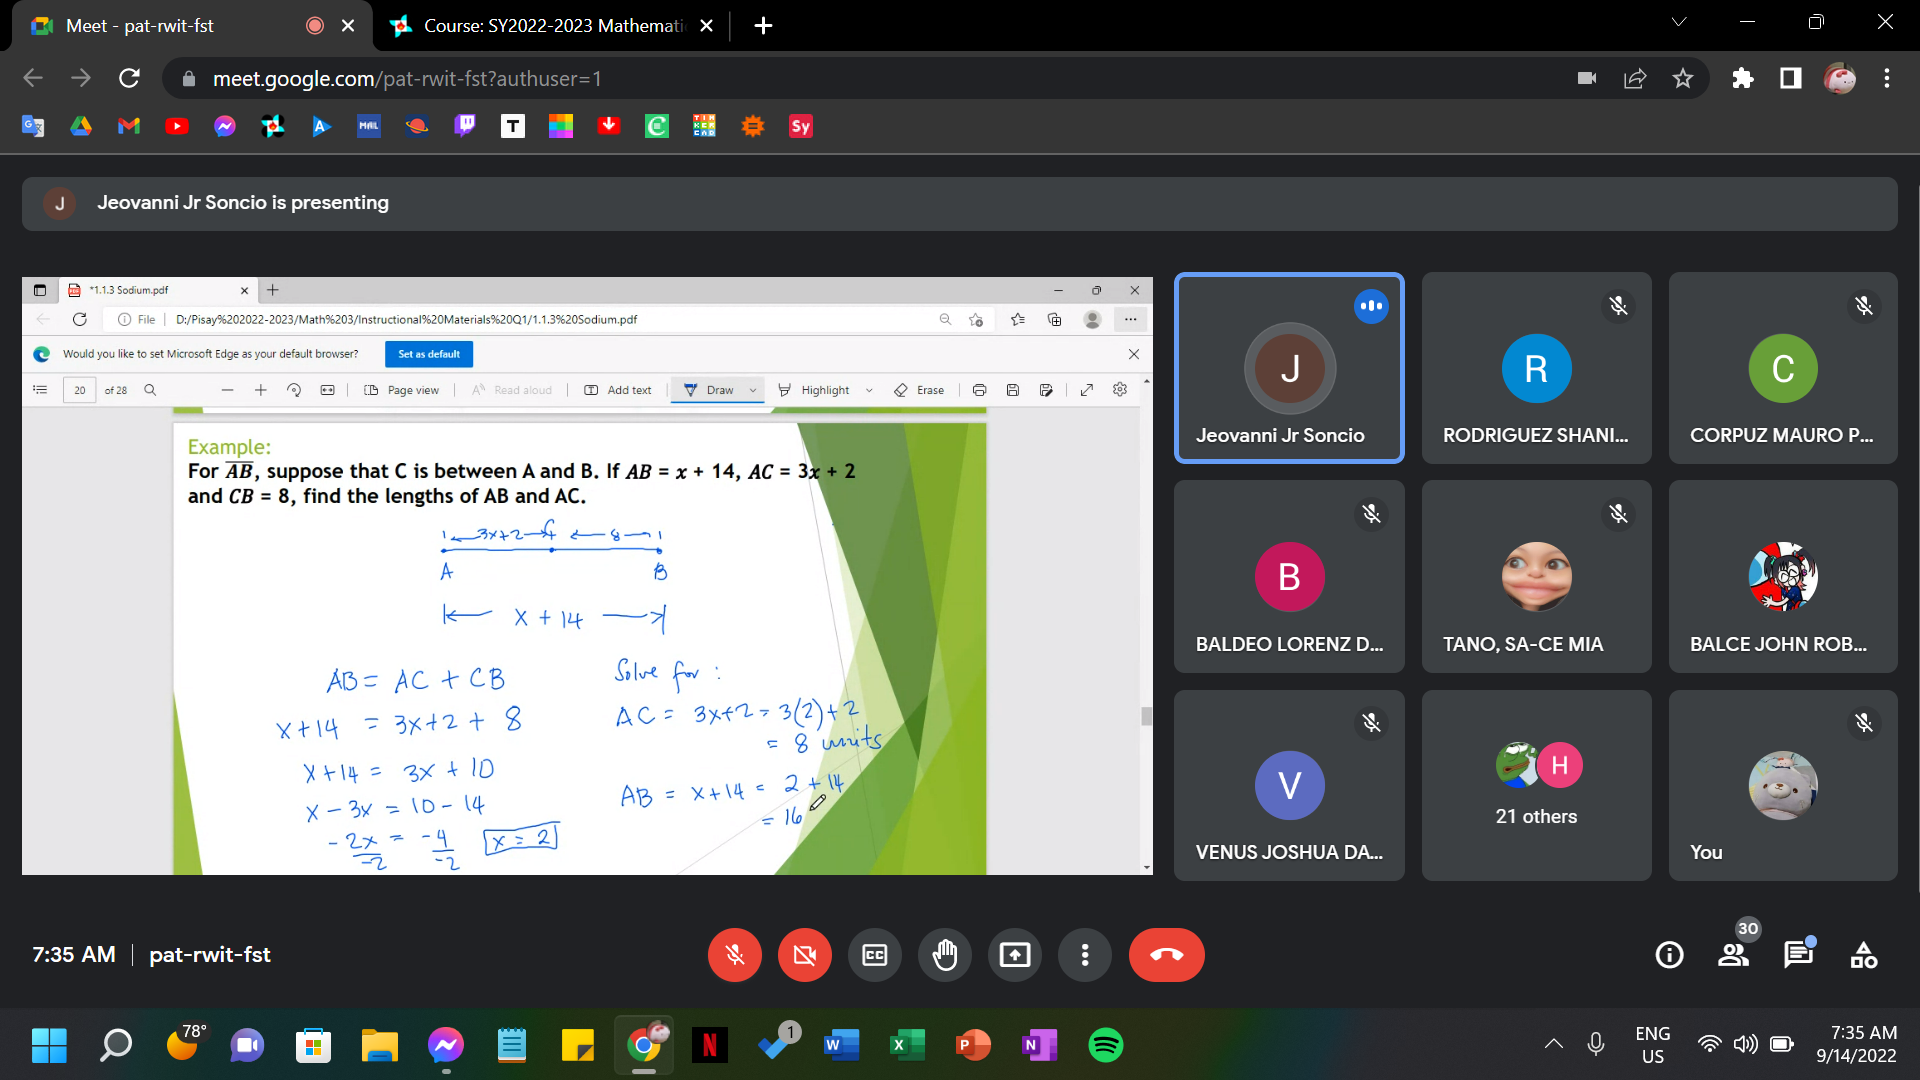 Meet - pat-rwit-fst
Course: SY2022-2023 Mathemati
meet.google.com/pat-rwit-fst?authuser=1
MAIL
T
TIN
KER
CAD
Sy
J
Jeovanni Jr Soncio is presenting
*1.1.3 Sodium.pdf
File
D:/Pisay%202022-2023/Math%203/Instructional%20Materials%20Q1/1.1.3%20Sodium.pdf
Would you like to set Microsoft Edge as your default browser?
Set as default
20 of 28
Page view
Read aloud
Add text
Draw
Highlight
Erase
Example:
For AB, suppose that C is between A and B. If AB = x + 14, AC = 3x + 2
and CB = 8, find the lengths of AB and AC.
3x+2 C 8
A B
x + 14
AB = AC + CB
x+14 = 3x+2 + 8
x+14 = 3x + 10
x - 3x = 10 - 14
-2x = -4
-2 -2
x = 2
Solve for :
AC = 3x+2 = 3(2)+2
= 8 units
AB = x+14 = 2 + 14
= 16
J
Jeovanni Jr Soncio
R
RODRIGUEZ SHANI...
C
CORPUZ MAURO P...
B
BALDEO LORENZ D...
TANO, SA-CE MIA
BALCE JOHN ROB...
V
VENUS JOSHUA DA...
H
21 others
You
7:35 AM | pat-rwit-fst
CC
30
78°
N
1
W
X
P
N
ENG
US
7:35 AM
9/14/2022